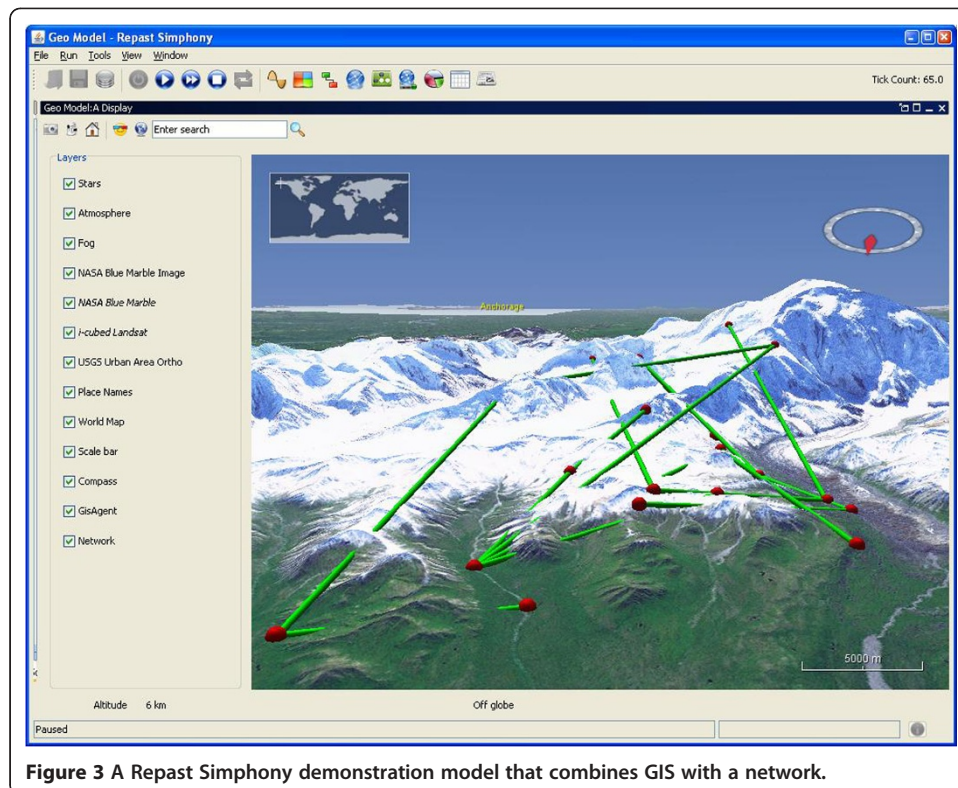 Geo Model - Repast Simphony
File Run Tools View Window
Tick Count: 65.0
Geo Model:A Display
Enter search
Layers
Stars
Atmosphere
Fog
NASA Blue Marble Image
NASA Blue Marble
i-cubed Landsat
USGS Urban Area Ortho
Place Names
World Map
Scale bar
Compass
GisAgent
Network
Anchorage
5000 m
Altitude 6 km
Off globe
Paused
Figure 3 A Repast Simphony demonstration model that combines GIS with a network.